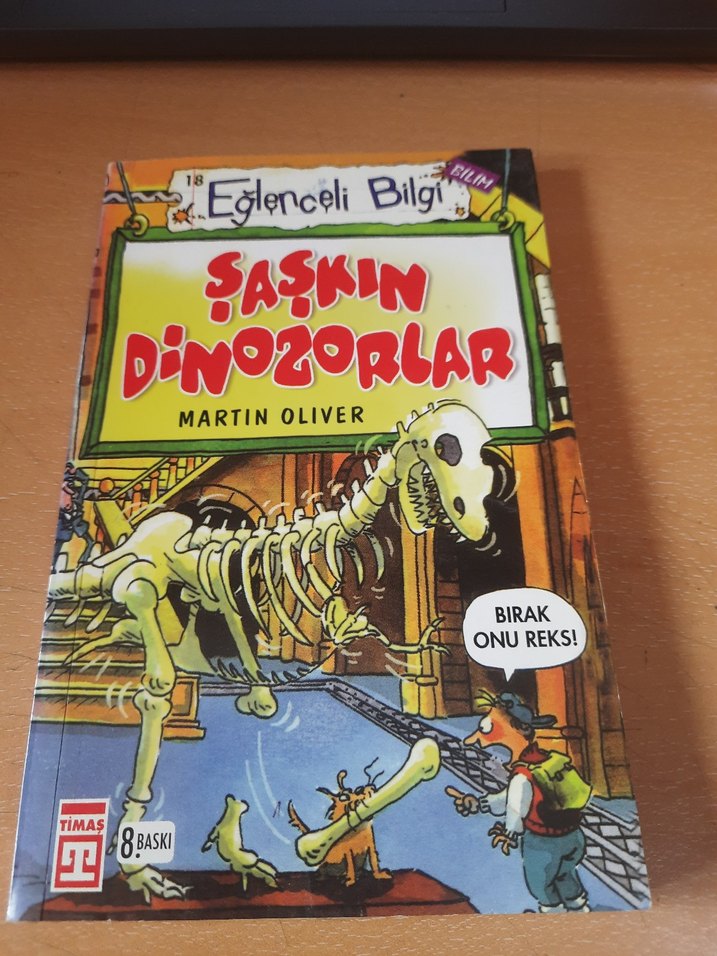 18
Eğlenceli Bilgi
BİLİM
ŞAŞKIN
DİNOZORLAR
MARTIN OLIVER
BIRAK
ONU REKS!
TİMAŞ
8. BASKI